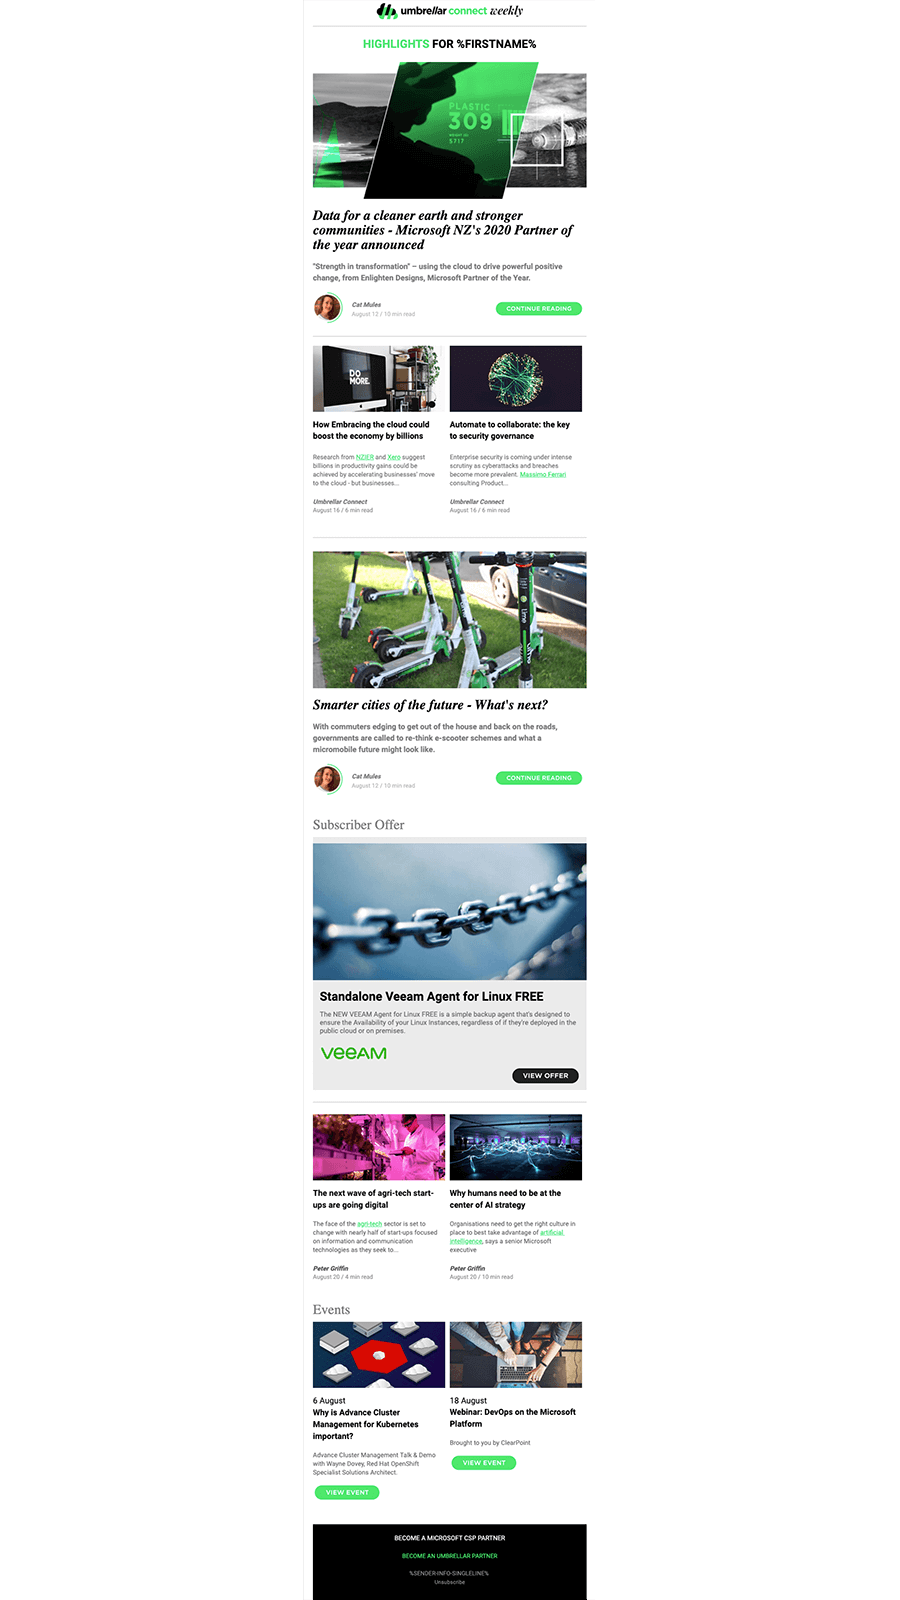 umbrellar connect weekly
HIGHLIGHTS FOR %FIRSTNAME%
PLASTIC
309
5717
Data for a cleaner earth and stronger
communities - Microsoft NZ's 2020 Partner of
the year announced
"Strength in transformation" – using the cloud to drive powerful positive
change, from Enlighten Designs, Microsoft Partner of the Year.
Cat Mules
August 12 / 10 min read
CONTINUE READING
DO
MORE.
How Embracing the cloud could
boost the economy by billions
Research from NZIER and Xero suggest
billions in productivity gains could be
achieved by accelerating businesses' move
to the cloud - but businesses...
Umbrellar Connect
August 16 / 6 min read
Automate to collaborate: the key
to security governance
Enterprise security is coming under intense
scrutiny as cyberattacks and breaches
become more prevalent. Massimo Ferrari
consulting Product...
Umbrellar Connect
August 16 / 6 min read
lime
Smarter cities of the future - What's next?
With commuters edging to get out of the house and back on the roads,
governments are called to re-think e-scooter schemes and what a
micromobile future might look like.
Cat Mules
August 12 / 10 min read
CONTINUE READING
Subscriber Offer
Standalone Veeam Agent for Linux FREE
The NEW VEEAM Agent for Linux FREE is a simple backup agent that's designed to
ensure the Availability of your Linux instances, regardless of if they're deployed in the
public cloud or on premises.
veeAM
VIEW OFFER
The next wave of agri-tech start-
ups are going digital
The face of the agri-tech sector is set to
change with nearly half of start-ups focused
on information and communication
technologies as they seek to...
Peter Griffin
August 20 / 4 min read
Why humans need to be at the
center of AI strategy
Organisations need to get the right culture in
place to best take advantage of artificial
intelligence, says a senior Microsoft
executive
Peter Griffin
August 20 / 10 min read
Events
6 August
Why is Advance Cluster
Management for Kubernetes
important?
Advance Cluster Management Talk & Demo
with Wayne Dovey, Red Hat OpenShift
Specialist Solutions Architect.
VIEW EVENT
18 August
Webinar: DevOps on the Microsoft
Platform
Brought to you by ClearPoint
VIEW EVENT
BECOME A MICROSOFT CSP PARTNER
BECOME AN UMBRELLAR PARTNER
%SENDER-INFO-SINGLELINE%
Unsubscribe